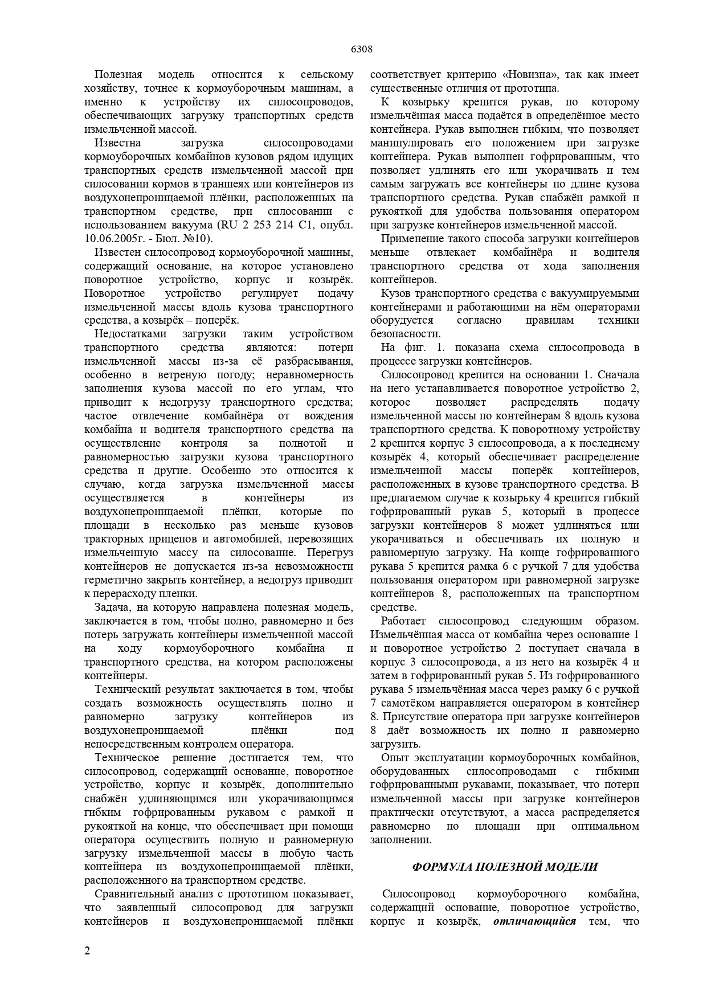 6308
Полезная модель относится к сельскому
хозяйству, точнее к кормоуборочным машинам, а
именно к устройству их силосопроводов,
обеспечивающих загрузку транспортных средств
измельченной массой.
Известна загрузка силосопроводами
кормоуборочных комбайнов кузовов рядом идущих
транспортных средств измельченной массой при
силосовании кормов в траншеях или контейнеров из
воздухонепроницаемой плёнки, расположенных на
транспортном средстве, при силосовании с
использованием вакуума (RU 2 253 214 С1, опубл.
10.06.2005г. - Бюл. №10).
Известен силосопровод кормоуборочной машины,
содержащий основание, на которое установлено
поворотное устройство, корпус и козырёк.
Поворотное устройство регулирует подачу
измельченной массы вдоль кузова транспортного
средства, а козырёк – поперёк.
Недостатками загрузки таким устройством
транспортного средства являются: потери
измельченной массы из-за её разбрасывания,
особенно в ветреную погоду; неравномерность
заполнения кузова массой по его углам, что
приводит к недогрузу транспортного средства;
частое отвлечение комбайнёра от вождения
комбайна и водителя транспортного средства на
осуществление контроля за полнотой и
равномерностью загрузки кузова транспортного
средства и другие. Особенно это относится к
случаю, когда загрузка измельченной массы
осуществляется в контейнеры из
воздухонепроницаемой плёнки, которые по
площади в несколько раз меньше кузовов
тракторных прицепов и автомобилей, перевозящих
измельченную массу на силосование. Перегруз
контейнеров не допускается из-за невозможности
герметично закрыть контейнер, а недогруз приводит
к перерасходу пленки.
Задача, на которую направлена полезная модель,
заключается в том, чтобы полно, равномерно и без
потерь загружать контейнеры измельченной массой
на ходу кормоуборочного комбайна и
транспортного средства, на котором расположены
контейнеры.
Технический результат заключается в том, чтобы
создать возможность осуществлять полно и
равномерно загрузку контейнеров из
воздухонепроницаемой плёнки под
непосредственным контролем оператора.
Техническое решение достигается тем, что
силосопровод, содержащий основание, поворотное
устройство, корпус и козырёк, дополнительно
снабжён удлиняющимся или укорачивающимся
гибким гофрированным рукавом с рамкой и
рукояткой на конце, что обеспечивает при помощи
оператора осуществить полную и равномерную
загрузку измельченной массы в любую часть
контейнера из воздухонепроницаемой плёнки,
расположенного на транспортном средстве.
Сравнительный анализ с прототипом показывает,
что заявленный силосопровод для загрузки
контейнеров и воздухонепроницаемой плёнки
соответствует критерию «Новизна», так как имеет
существенные отличия от прототипа.
К козырьку крепится рукав, по которому
измельчённая масса подаётся в определённое место
контейнера. Рукав выполнен гибким, что позволяет
манипулировать его положением при загрузке
контейнера. Рукав выполнен гофрированным, что
позволяет удлинять его или укорачивать и тем
самым загружать все контейнеры по длине кузова
транспортного средства. Рукав снабжён рамкой и
рукояткой для удобства пользования оператором
при загрузке контейнеров измельченной массой.
Применение такого способа загрузки контейнеров
меньше отвлекает комбайнёра и водителя
транспортного средства от хода заполнения
контейнеров.
Кузов транспортного средства с вакуумируемыми
контейнерами и работающими на нём операторами
оборудуется согласно правилам техники
безопасности.
На фиг. 1. показана схема силосопровода в
процессе загрузки контейнеров.
Силосопровод крепится на основании 1. Сначала
на него устанавливается поворотное устройство 2,
которое позволяет распределять подачу
измельченной массы по контейнерам 8 вдоль кузова
транспортного средства. К поворотному устройству
2 крепится корпус 3 силосопровода, а к последнему
козырёк 4, который обеспечивает распределение
измельченной массы поперёк контейнеров,
расположенных в кузове транспортного средства. В
предлагаемом случае к козырьку 4 крепится гибкий
гофрированный рукав 5, который в процессе
загрузки контейнеров 8 может удлиняться или
укорачиваться и обеспечивать их полную и
равномерную загрузку. На конце гофрированного
рукава 5 крепится рамка 6 с ручкой 7 для удобства
пользования оператором при равномерной загрузке
контейнеров 8, расположенных на транспортном
средстве.
Работает силосопровод следующим образом.
Измельчённая масса от комбайна через основание 1
и поворотное устройство 2 поступает сначала в
корпус 3 силосопровода, а из него на козырёк 4 и
затем в гофрированный рукав 5. Из гофрированного
рукава 5 измельчённая масса через рамку 6 с ручкой
7 самотёком направляется оператором в контейнер
8. Присутствие оператора при загрузке контейнеров
8 даёт возможность их полно и равномерно
загрузить.
Опыт эксплуатации кормоуборочных комбайнов,
оборудованных силосопроводами с гибкими
гофрированными рукавами, показывает, что потери
измельченной массы при загрузке контейнеров
практически отсутствуют, а масса распределяется
равномерно по площади при оптимальном
заполнении.
ФОРМУЛА ПОЛЕЗНОЙ МОДЕЛИ
Силосопровод кормоуборочного комбайна,
содержащий основание, поворотное устройство,
корпус и козырёк, отличающийся тем, что
2